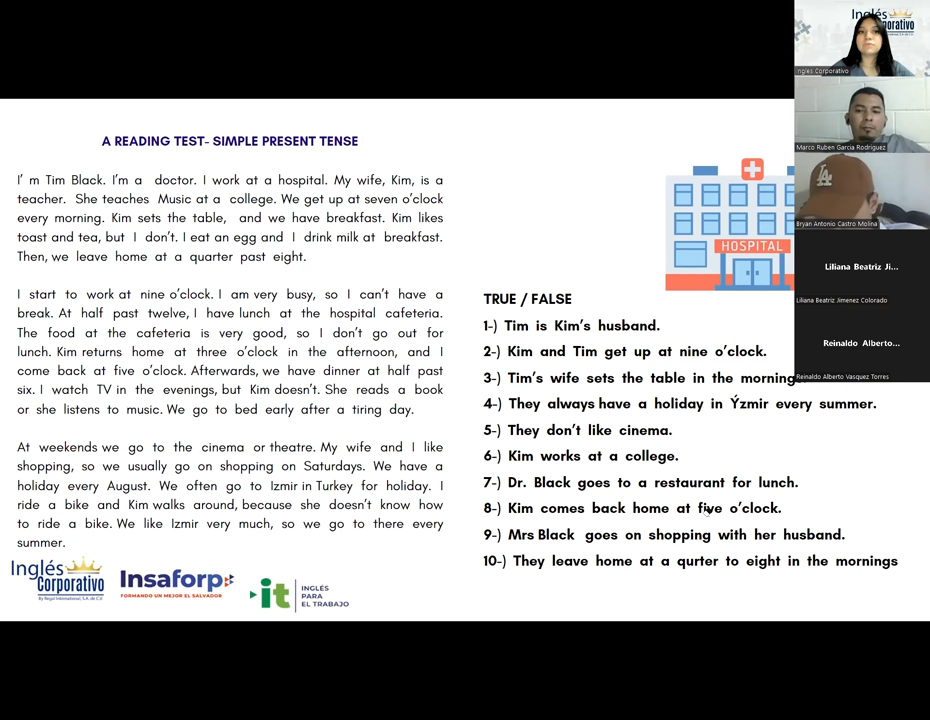 A READING TEST- SIMPLE PRESENT TENSE
I' m Tim Black. I'm a doctor. I work at a hospital. My wife, Kim, is a
teacher. She teaches Music at a college. We get up at seven o'clock
every morning. Kim sets the table, and we have breakfast. Kim likes
toast and tea, but I don't. I eat an egg and I drink milk at breakfast.
Then, we leave home at a quarter past eight.
I start to work at nine o'clock. I am very busy, so I can't have a
break. At half past twelve, I have lunch at the hospital cafeteria.
The food at the cafeteria is very good, so I don't go out for
lunch. Kim returns home at three o'clock in the afternoon, and I
come back at five o'clock. Afterwards, we have dinner at half past
six. I watch TV in the evenings, but Kim doesn't. She reads a book
or she listens to music. We go to bed early after a tiring day.
At weekends we go to the cinema or theatre. My wife and I like
shopping, so we usually go on shopping on Saturdays. We have a
holiday every August. We often go to Izmir in Turkey for holiday. I
ride a bike and Kim walks around, because she doesn't know how
to ride a bike. We like Izmir very much, so we go to there every
summer.
Inglés
Corporativo
By Regal International, S.A. de C.V.
Insaforp
FORMANDO UN MEJOR EL SALVADOR
it
INGLÉS
PARA
EL TRABAJO
HOSPITAL
TRUE / FALSE
1-) Tim is Kim's husband.
2-) Kim and Tim get up at nine o'clock.
3-) Tim's wife sets the table in the morning
4-) They always have a holiday in Ýzmir every summer.
5-) They don't like cinema.
6-) Kim works at a college.
7-) Dr. Black goes to a restaurant for lunch.
8-) Kim comes back home at five o'clock.
9-) Mrs Black goes on shopping with her husband.
10-) They leave home at a qurter to eight in the mornings
Inglés
orporativo
Ingles Corporativo
Marco Ruben Garcia Rodriguez
LA
Bryan Antonio Castro Molina
Liliana Beatriz Ji...
Liliana Beatriz Jimenez Colorado
Reinaldo Alberto...
Reinaldo Alberto Vasquez Torres